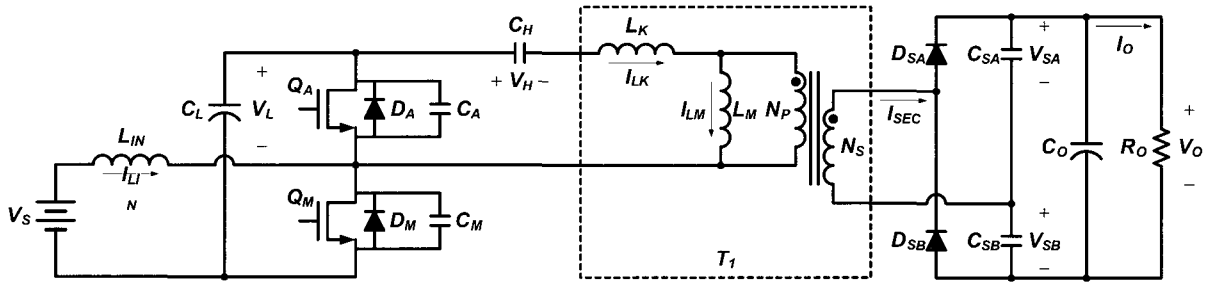 C_H
L_K
D_SA
C_SA
+
V_SA
−
I_O
+
V_L
−
Q_A
D_A
C_A
+ V_H −
I_LK
C_L
I_LM
L_M
N_P
I_SEC
N_S
C_O
R_O
+
V_O
−
L_IN
I_LI
N
V_S
Q_M
D_M
C_M
D_SB
C_SB
+
V_SB
−
T_1